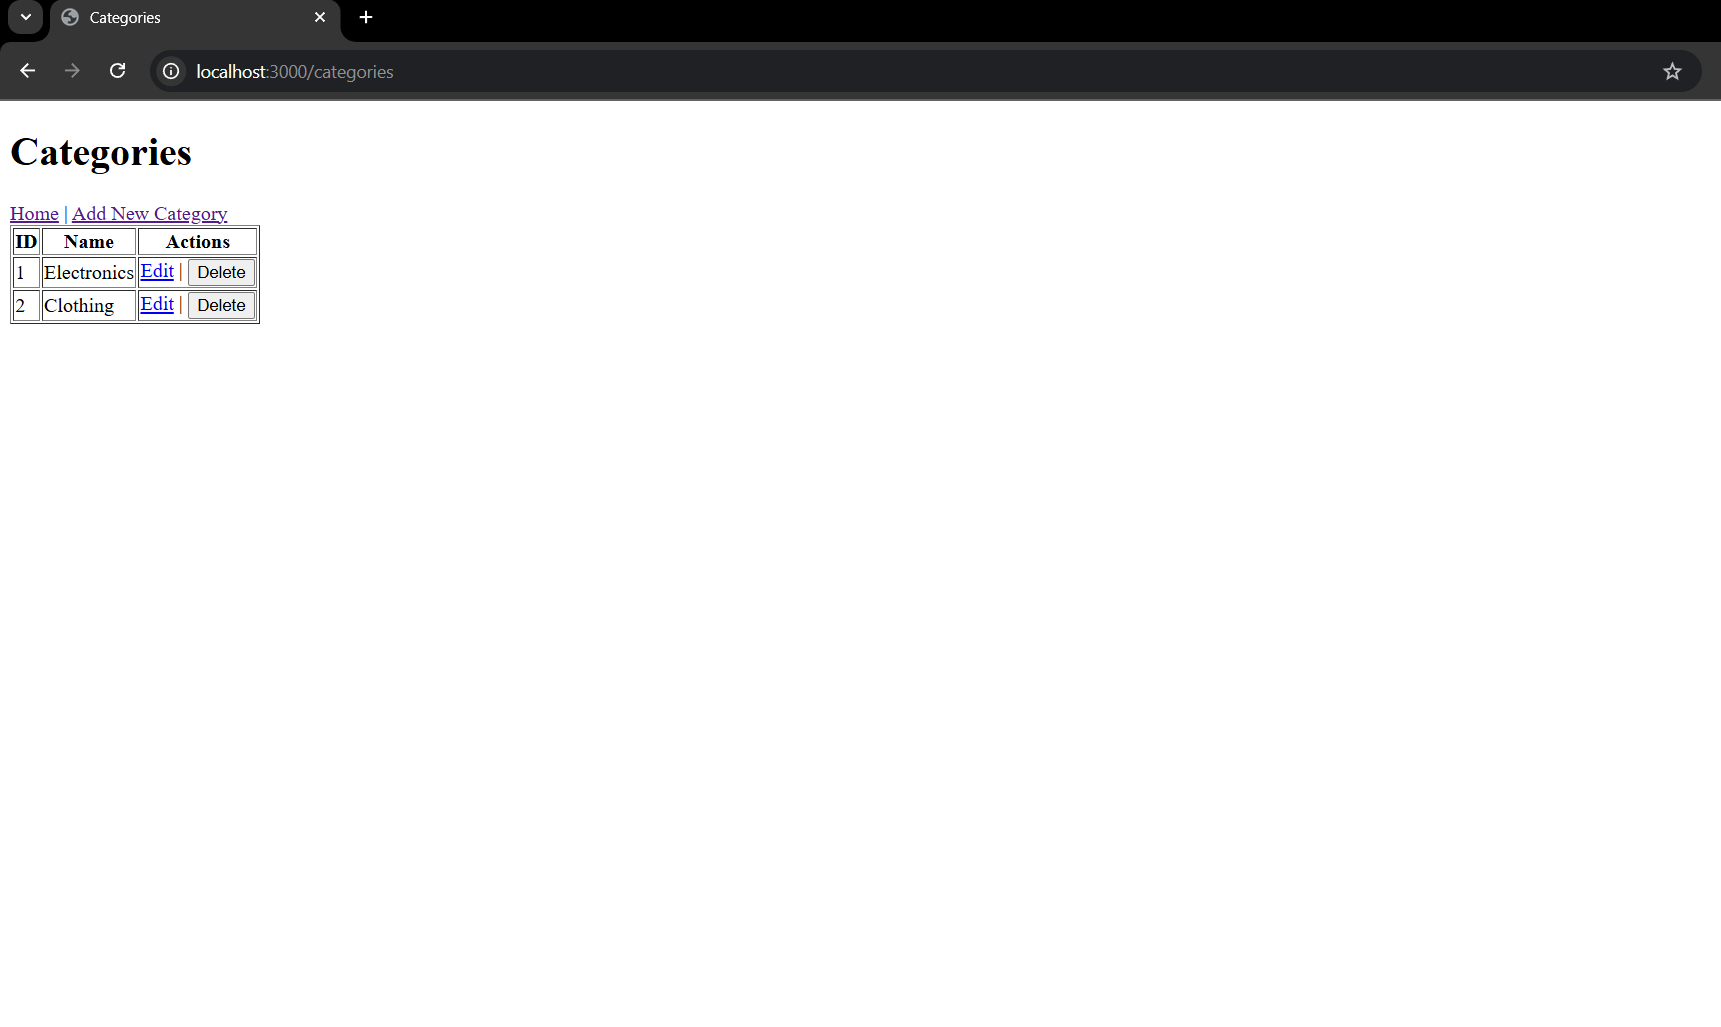 Categories
localhost:3000/categories
Categories
Home | Add New Category
ID Name Actions
1 Electronics Edit | Delete
2 Clothing Edit | Delete